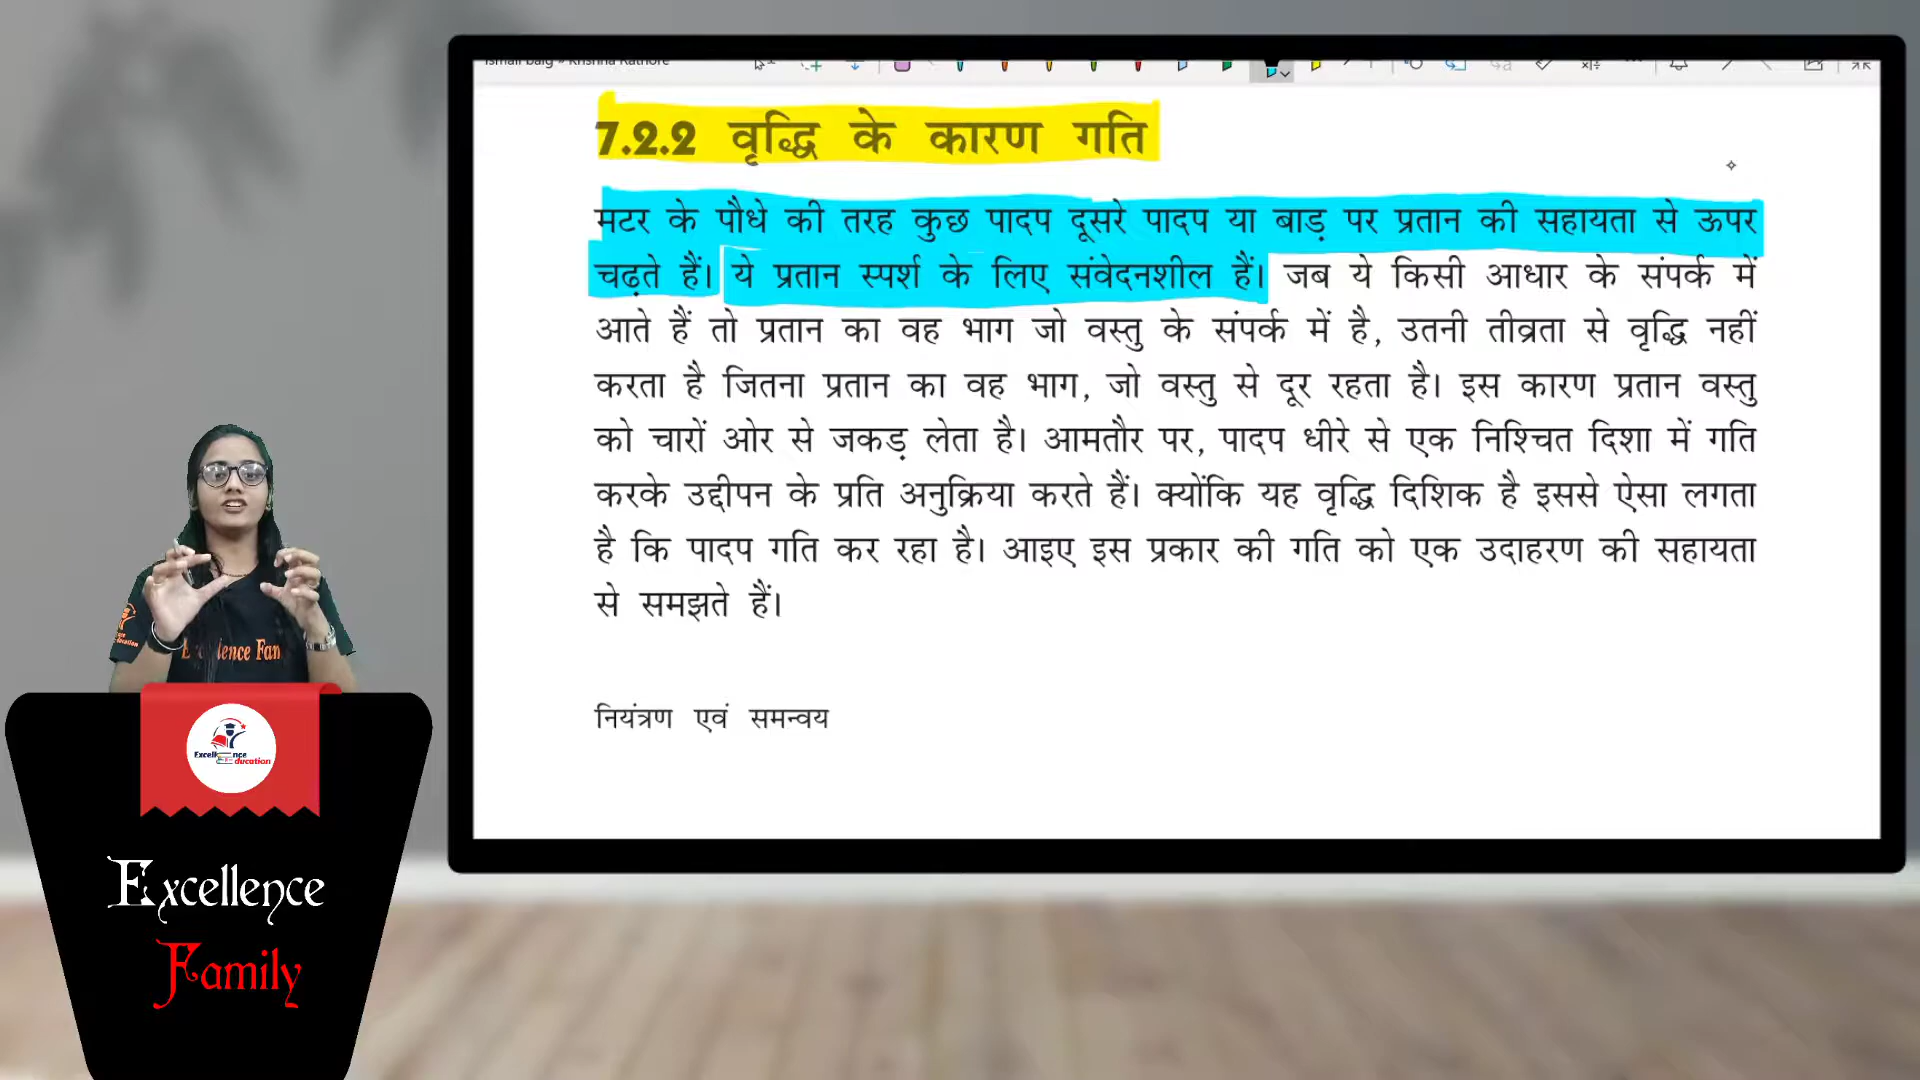 Ismail Baig » Krishna Rathore
7.2.2 वृद्धि के कारण गति
मटर के पौधे की तरह कुछ पादप दूसरे पादप या बाड़ पर प्रतान की सहायता से ऊपर
चढ़ते हैं। ये प्रतान स्पर्श के लिए संवेदनशील हैं। जब ये किसी आधार के संपर्क में
आते हैं तो प्रतान का वह भाग जो वस्तु के संपर्क में है, उतनी तीव्रता से वृद्धि नहीं
करता है जितना प्रतान का वह भाग, जो वस्तु से दूर रहता है। इस कारण प्रतान वस्तु
को चारों ओर से जकड़ लेता है। आमतौर पर, पादप धीरे से एक निश्चित दिशा में गति
करके उद्दीपन के प्रति अनुक्रिया करते हैं। क्योंकि यह वृद्धि दिशिक है इससे ऐसा लगता
है कि पादप गति कर रहा है। आइए इस प्रकार की गति को एक उदाहरण की सहायता
से समझते हैं।
नियंत्रण एवं समन्वय
Excellence
Family